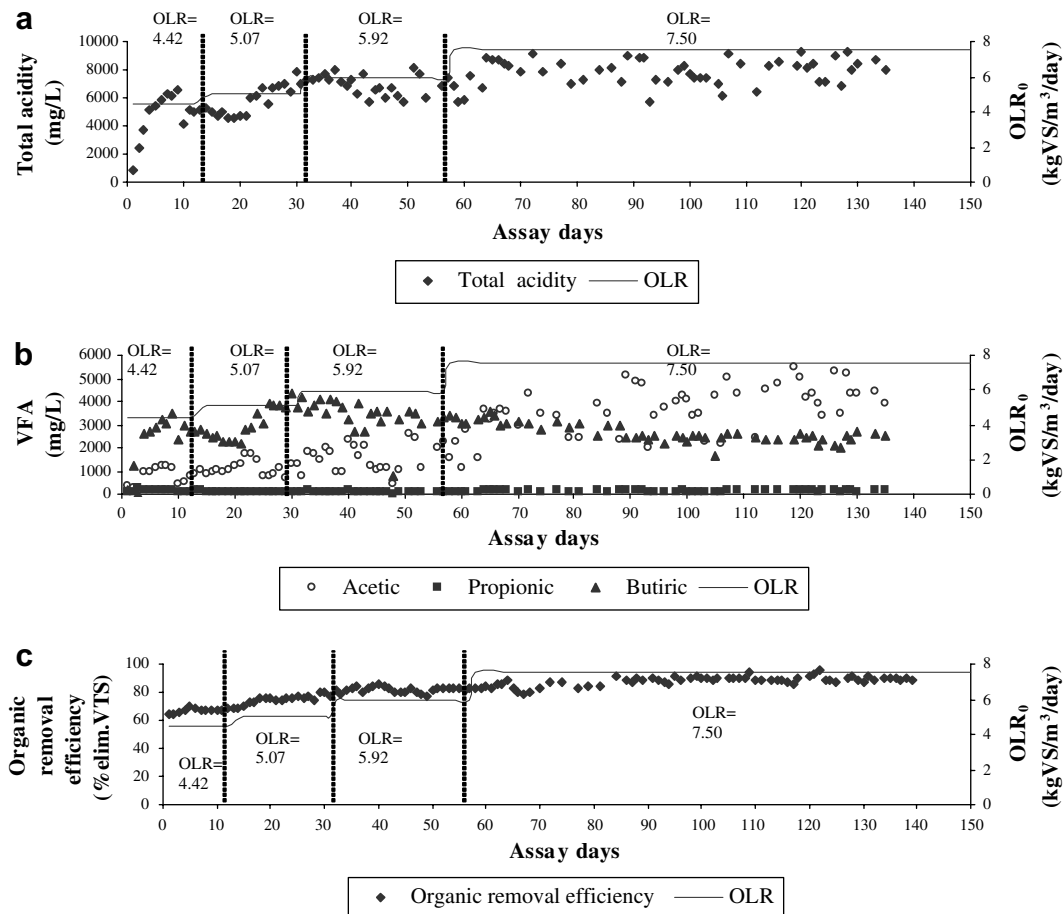 a
OLR= 4.42
OLR= 5.07
OLR= 5.92
OLR= 7.50
Total acidity (mg/L)
10000
8000
6000
4000
2000
0
8
6
4
2
0
OLR0 (kgVS/m3/day)
0 10 20 30 40 50 60 70 80 90 100 110 120 130 140 150
Assay days
Total acidity OLR
b
OLR= 4.42
OLR= 5.07
OLR= 5.92
OLR= 7.50
VFA (mg/L)
6000
5000
4000
3000
2000
1000
0
8
6
4
2
0
OLR0 (kgVS/m3/day)
0 10 20 30 40 50 60 70 80 90 100 110 120 130 140 150
Assay days
Acetic Propionic Butiric OLR
c
Organic removal efficiency (%elim.VTS)
100
80
60
40
20
0
OLR= 4.42
OLR= 5.07
OLR= 5.92
OLR= 7.50
8
6
4
2
0
OLR0 (kgVS/m3/day)
0 10 20 30 40 50 60 70 80 90 100 110 120 130 140 150
Assay days
Organic removal efficiency OLR